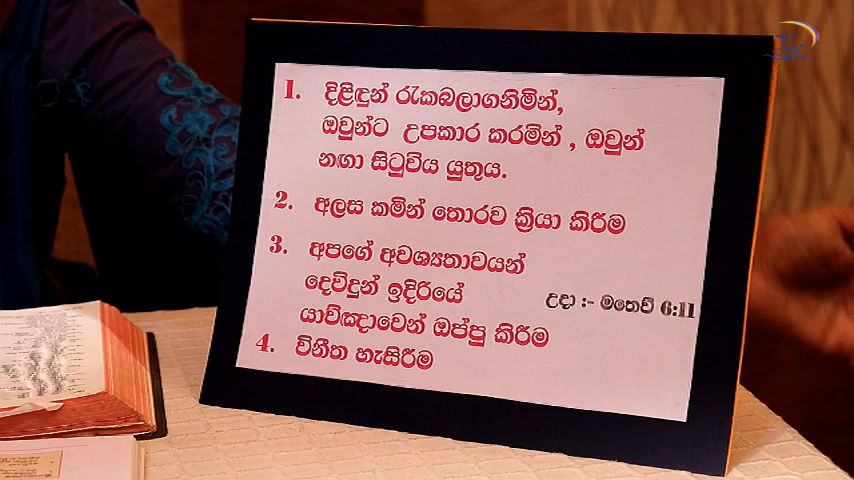 1. දිළිඳුන් රැකබලාගනිමින්,
ඔවුන්ට උපකාර කරමින් , ඔවුන්
නඟා සිටුවිය යුතුය.
2. අලස කමින් තොරව ක්‍රියා කිරීම
3. අපගේ අවශ්‍යතාවයන්
දෙවිඳුන් ඉදිරියේ
යාච්ඤාවෙන් ඔප්පු කිරීම
උදා :- මතෙව් 6:11
4. විනීත හැසිරීම